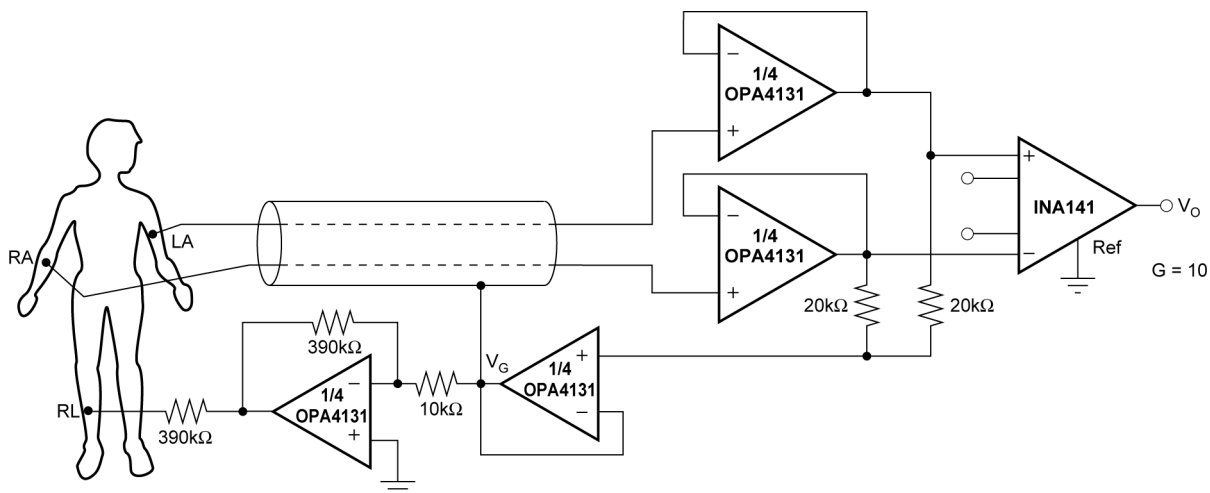 −
1/4
OPA4131
+
−
1/4
OPA4131
+
+
INA141
−
Ref
V_O
G = 10
20kΩ
20kΩ
LA
RA
390kΩ
V_G
+
1/4
OPA4131
−
10kΩ
−
1/4
OPA4131
+
RL
390kΩ